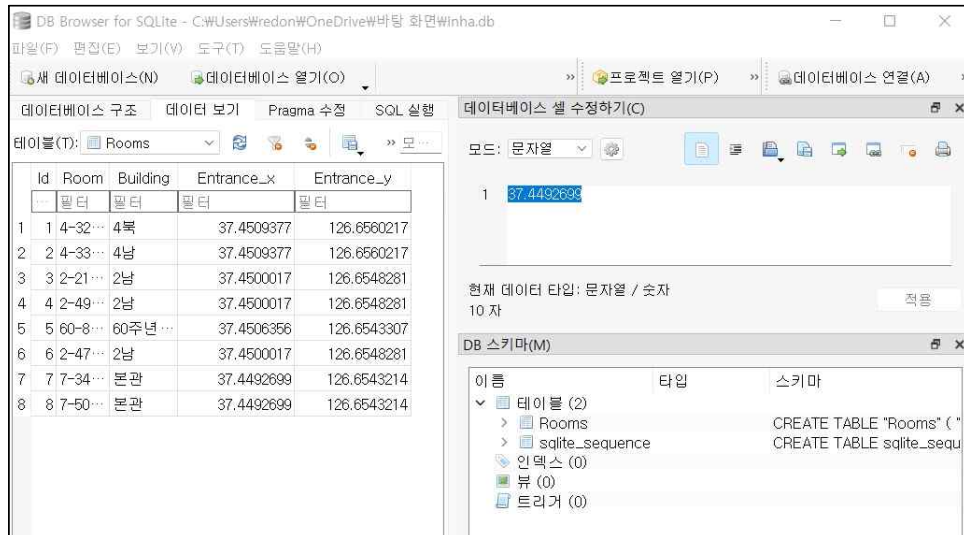 DB Browser for SQLite - C:₩Users₩redon₩OneDrive₩바탕 화면₩inha.db
파일(F) 편집(E) 보기(V) 도구(T) 도움말(H)
새 데이터베이스(N) 데이터베이스 열기(O) » 프로젝트 열기(P) » 데이터베이스 연결(A)
데이터베이스 구조 데이터 보기 Pragma 수정 SQL 실행
테이블(T): Rooms » 모…
Id Room Building Entrance_x Entrance_y
… 필터 필터 필터 필터
1 1 4-32… 4북 37.4509377 126.6560217
2 2 4-33… 4남 37.4509377 126.6560217
3 3 2-21… 2남 37.4500017 126.6548281
4 4 2-49… 2남 37.4500017 126.6548281
5 5 60-8… 60주년… 37.4506356 126.6543307
6 6 2-47… 2남 37.4500017 126.6548281
7 7 7-34… 본관 37.4492699 126.6543214
8 8 7-50… 본관 37.4492699 126.6543214
데이터베이스 셀 수정하기(C)
모드: 문자열
1 37.4492699
현재 데이터 타입: 문자열 / 숫자
10 자
적용
DB 스키마(M)
이름 타입 스키마
테이블 (2)
Rooms CREATE TABLE "Rooms" ( "
sqlite_sequence CREATE TABLE sqlite_sequ
인덱스 (0)
뷰 (0)
트리거 (0)